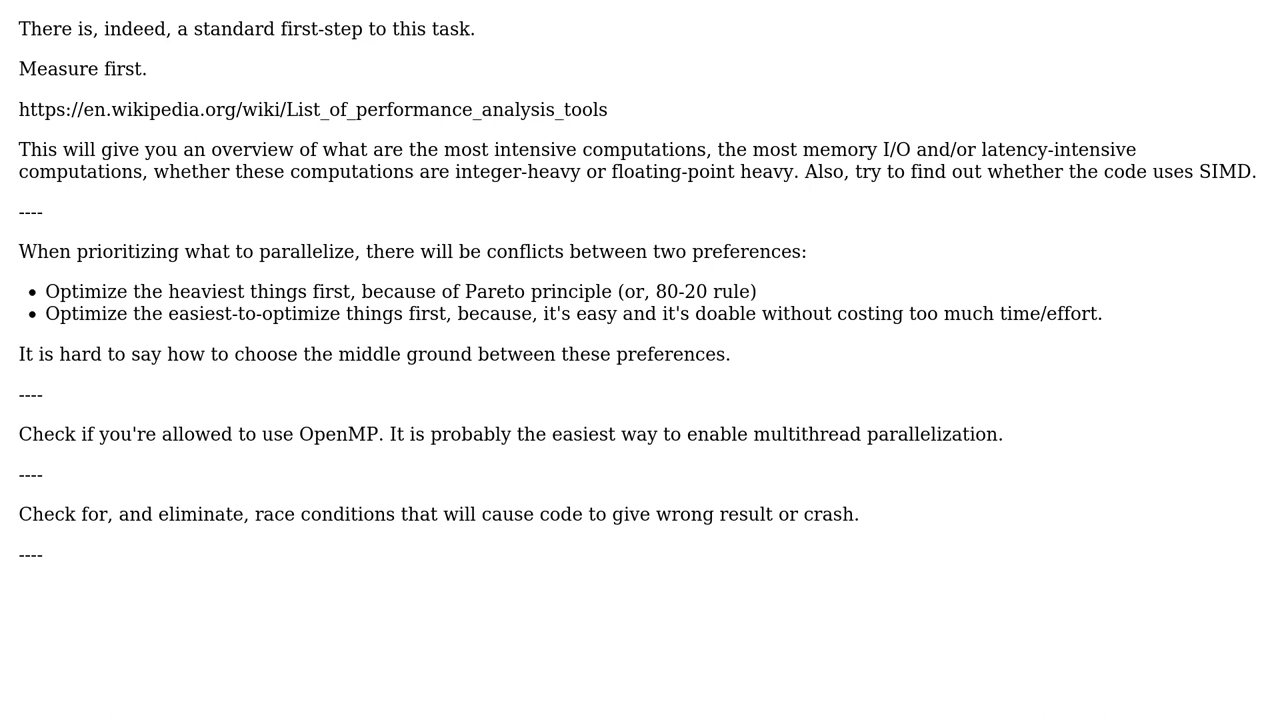 There is, indeed, a standard first-step to this task.
Measure first.
https://en.wikipedia.org/wiki/List_of_performance_analysis_tools
This will give you an overview of what are the most intensive computations, the most memory I/O and/or latency-intensive
computations, whether these computations are integer-heavy or floating-point heavy. Also, try to find out whether the code uses SIMD.
----
When prioritizing what to parallelize, there will be conflicts between two preferences:
• Optimize the heaviest things first, because of Pareto principle (or, 80-20 rule)
• Optimize the easiest-to-optimize things first, because, it's easy and it's doable without costing too much time/effort.
It is hard to say how to choose the middle ground between these preferences.
----
Check if you're allowed to use OpenMP. It is probably the easiest way to enable multithread parallelization.
----
Check for, and eliminate, race conditions that will cause code to give wrong result or crash.
----